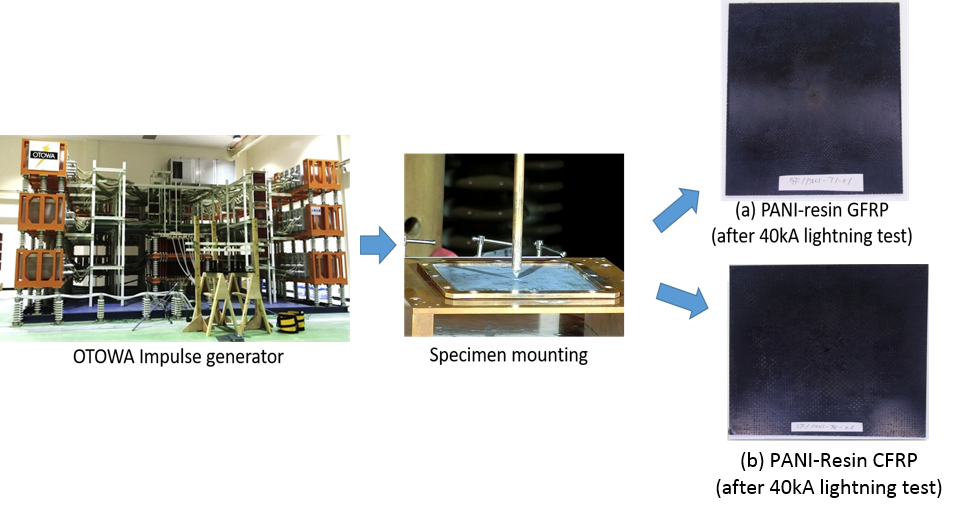 OTOWA
OTOWA Impulse generator
Specimen mounting
(a) PANI-resin GFRP
(after 40kA lightning test)
(b) PANI-Resin CFRP
(after 40kA lightning test)